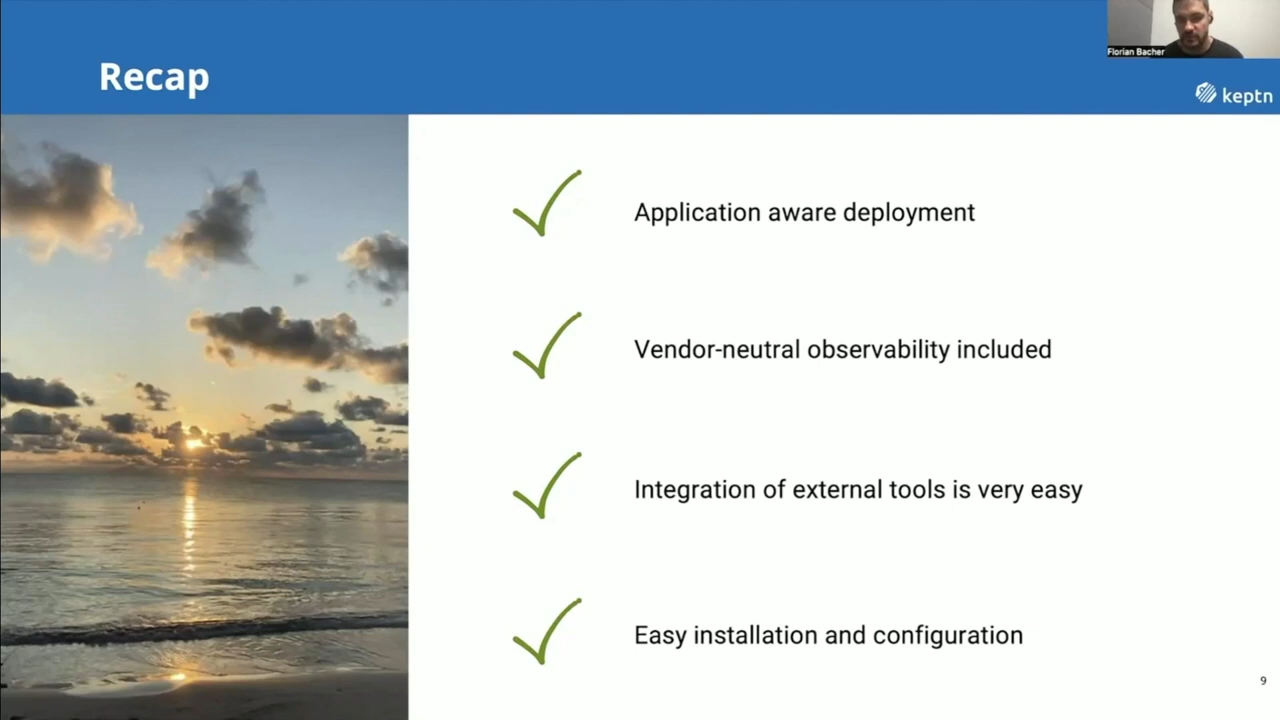 Florian Bacher
Recap
keptn
Application aware deployment
Vendor-neutral observability included
Integration of external tools is very easy
Easy installation and configuration
9